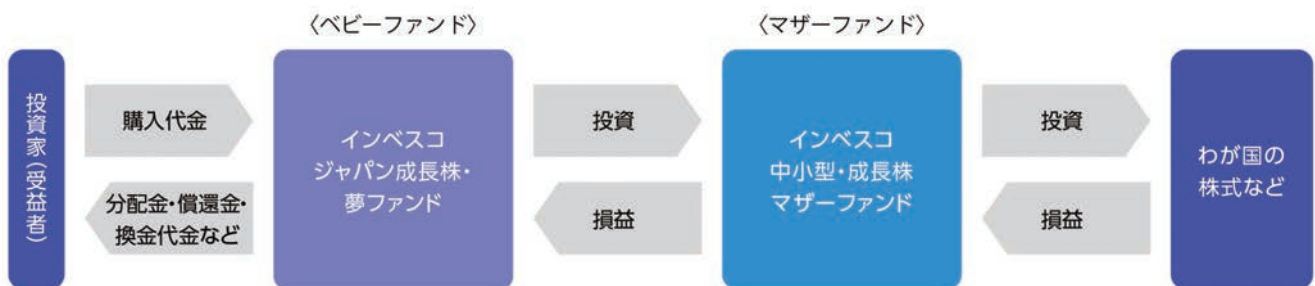 〈ベビーファンド〉
〈マザーファンド〉
投資家(受益者)
購入代金
分配金・償還金・
換金代金など
インベスコ
ジャパン成長株・
夢ファンド
投資
損益
インベスコ
中小型・成長株
マザーファンド
投資
損益
わが国の
株式など